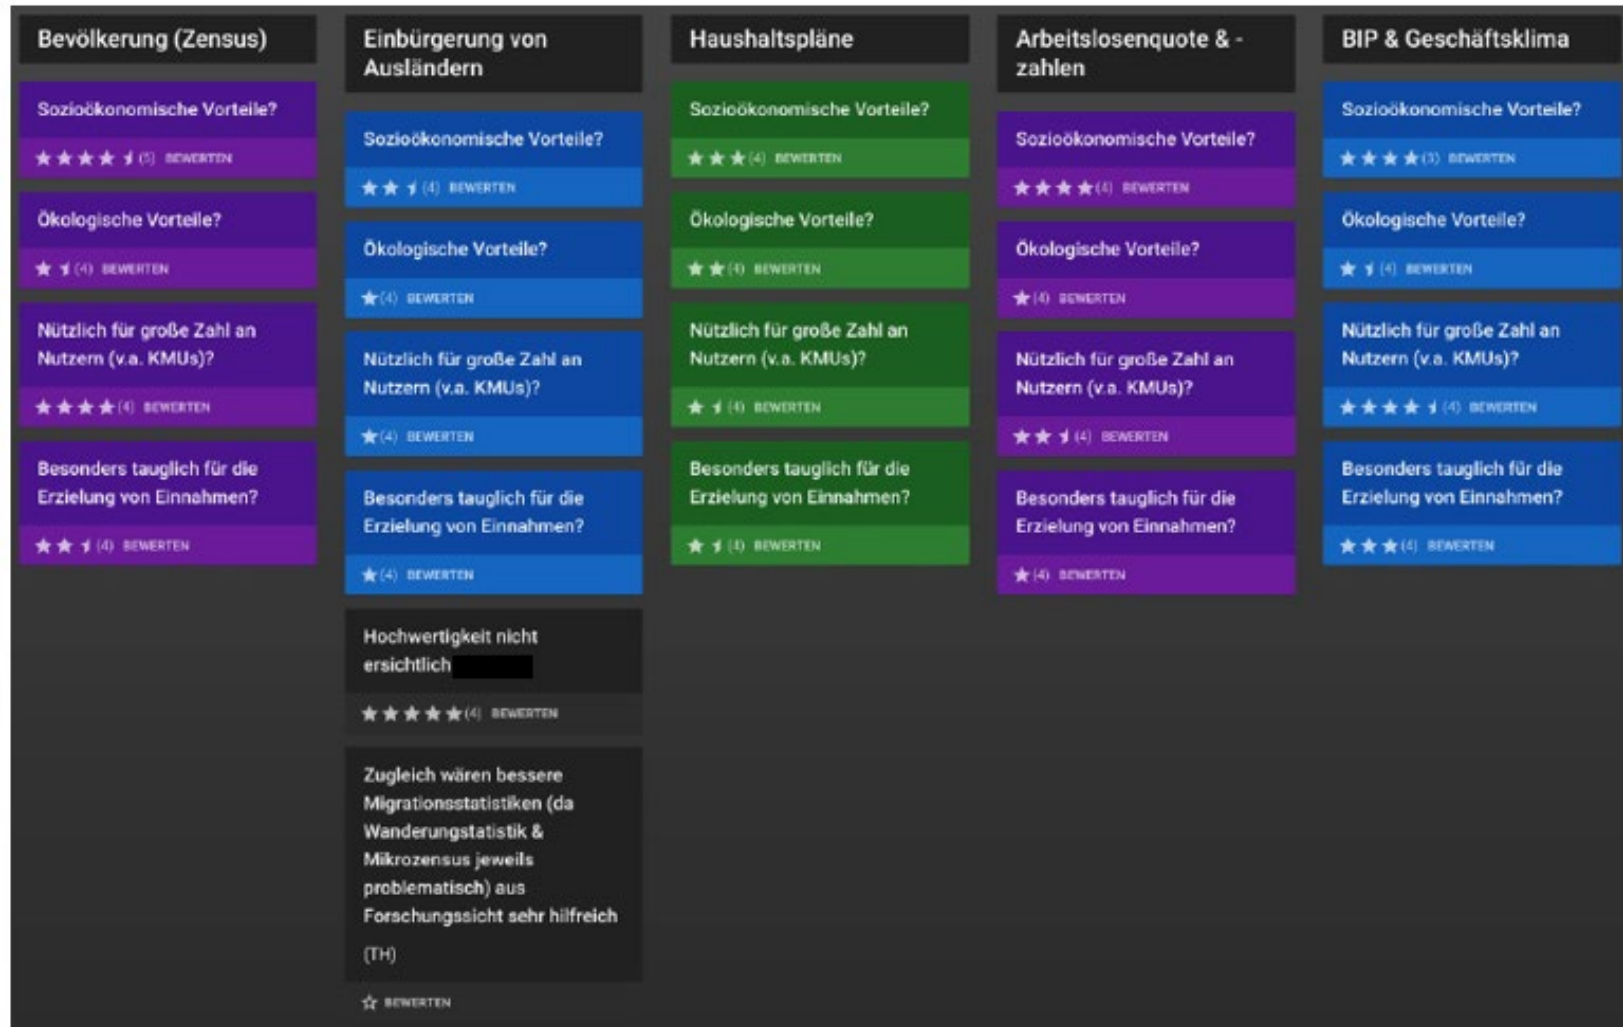 Bevölkerung (Zensus)
Sozioökonomische Vorteile?
(5) BEWERTEN
Ökologische Vorteile?
(4) BEWERTEN
Nützlich für große Zahl an
Nutzern (v.a. KMUs)?
(4) BEWERTEN
Besonders tauglich für die
Erzielung von Einnahmen?
(4) BEWERTEN
Einbürgerung von
Ausländern
Sozioökonomische Vorteile?
(4) BEWERTEN
Ökologische Vorteile?
(4) BEWERTEN
Nützlich für große Zahl an
Nutzern (v.a. KMUs)?
(4) BEWERTEN
Besonders tauglich für die
Erzielung von Einnahmen?
(4) BEWERTEN
Hochwertigkeit nicht
ersichtlich
(4) BEWERTEN
Zugleich wären bessere
Migrationsstatistiken (da
Wanderungstatistik &
Mikrozensus jeweils
problematisch) aus
Forschungssicht sehr hilfreich
(TH)
BEWERTEN
Haushaltspläne
Sozioökonomische Vorteile?
(4) BEWERTEN
Ökologische Vorteile?
(4) BEWERTEN
Nützlich für große Zahl an
Nutzern (v.a. KMUs)?
(4) BEWERTEN
Besonders tauglich für die
Erzielung von Einnahmen?
(4) BEWERTEN
Arbeitslosenquote & -
zahlen
Sozioökonomische Vorteile?
(4) BEWERTEN
Ökologische Vorteile?
(4) BEWERTEN
Nützlich für große Zahl an
Nutzern (v.a. KMUs)?
(4) BEWERTEN
Besonders tauglich für die
Erzielung von Einnahmen?
(4) BEWERTEN
BIP & Geschäftsklima
Sozioökonomische Vorteile?
BEWERTEN
Ökologische Vorteile?
(4) BEWERTEN
Nützlich für große Zahl an
Nutzern (v.a. KMUs)?
(4) BEWERTEN
Besonders tauglich für die
Erzielung von Einnahmen?
(4) BEWERTEN